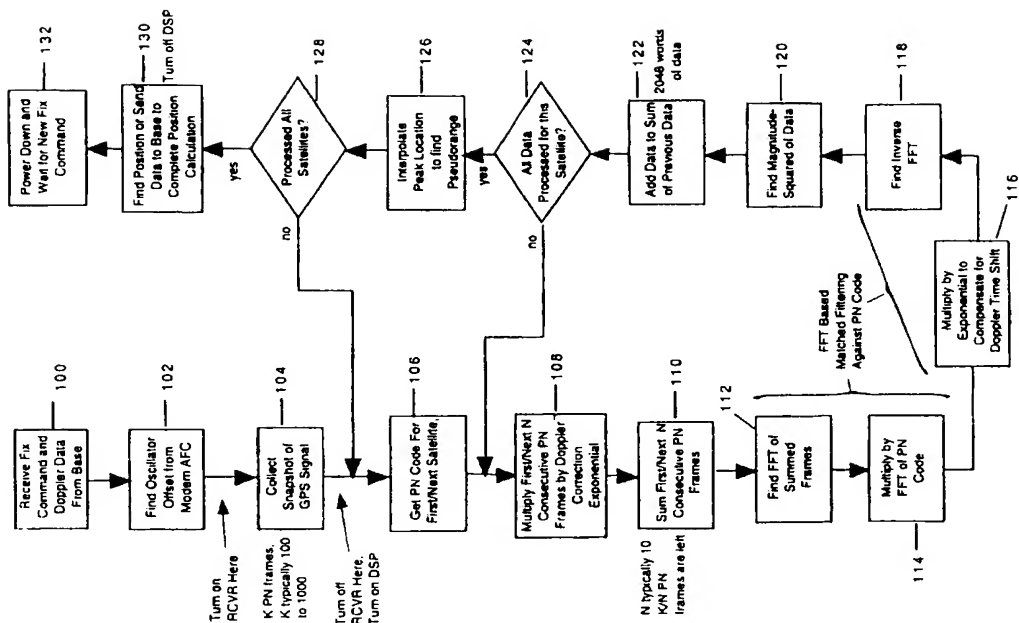 Receive Fix
Command and
Doppler Data
From Base
100
Find Oscillator
Offset from
Modern AFC
102
Turn on
RCVR Here
Collect
Snapshot of
GPS Signal
104
K PN frames,
K typically 100
to 1000
Turn off
RCVR Here,
Turn on DSP
Get PN Code For
First/Next Satellite,
106
Multiply First/Next N
Consecutive PN
Frames by Doppler
Correction
Exponential
108
Sum First/Next N
Consecutive PN
Frames
110
N typically 10
K/N PN
frames are left
112
Find FFT of
Summed
Frames
Multiply by
FFT of PN
Code
114
FFT Based
Matched Filtering
Against PN Code
Multiply by
Exponential to
Compensate for
Doppler Time Shift
116
Find Inverse
FFT
118
Find Magnitude-
Squared of Data
120
Add Data to Sum
of Previous Data
122
2048 words
of data
All Data
Processed for this
Satellite?
124
no
yes
Interpolate
Peak Location
to find
Pseudorange
126
Processed All
Satellites?
128
no
yes
Find Position or Send
Data to Base to
Complete Position
Calculation
130
Turn off DSP
Power Down and
Wait for New Fix
Command
132